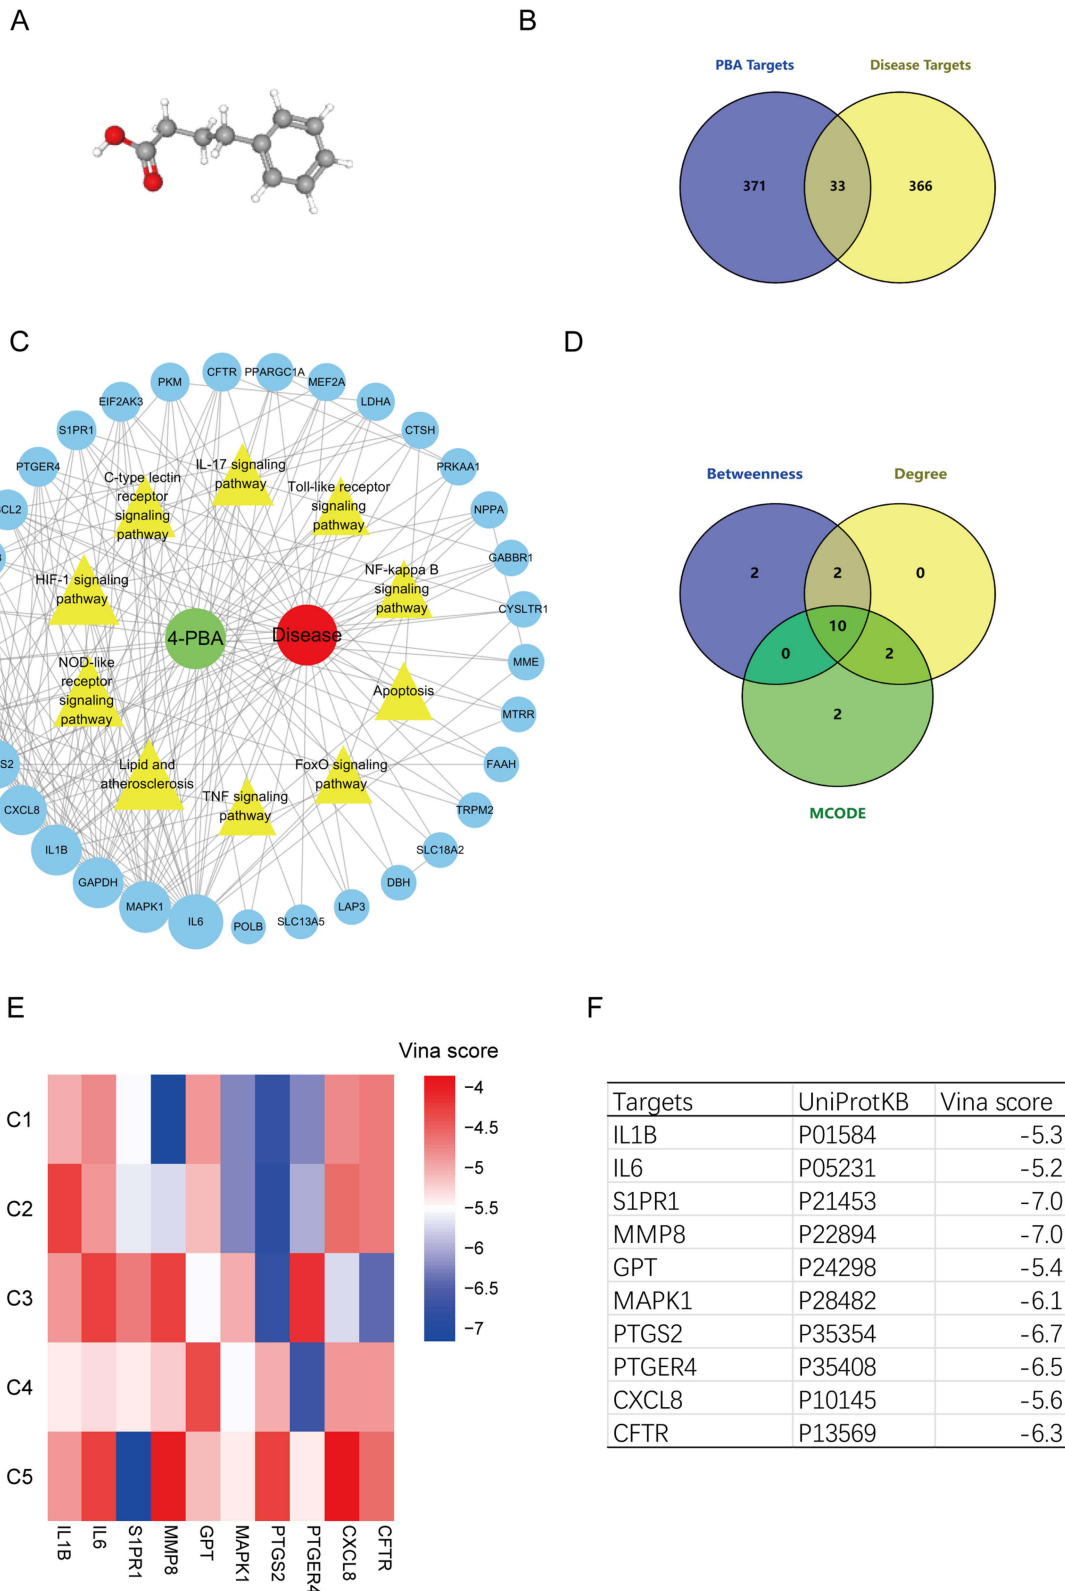 A
B
PBA Targets
Disease Targets
371
33
366
C
D
CFTR
PPARGC1A
PKM
MEF2A
EIF2AK3
LDHA
S1PR1
CTSH
PTGER4
PRKAA1
IL-17 signaling
pathway
C-type lectin
receptor
signaling
pathway
Toll-like receptor
signaling
pathway
NPPA
GABBR1
HIF-1 signaling
pathway
NF-kappa B
signaling
pathway
CYSLTR1
4-PBA
Disease
MME
NOD-like
receptor
signaling
pathway
Apoptosis
MTRR
Lipid and
atherosclerosis
FoxO signaling
pathway
FAAH
TNF signaling
pathway
CXCL8
TRPM2
IL1B
SLC18A2
GAPDH
DBH
MAPK1
LAP3
IL6
POLB
SLC13A5
Betweenness
Degree
2
2
0
10
0
2
2
MCODE
E
F
Vina score
−4
−4.5
−5
−5.5
−6
−6.5
−7
C1
C2
C3
C4
C5
IL1B
IL6
S1PR1
MMP8
GPT
MAPK1
PTGS2
PTGER4
CXCL8
CFTR
Targets UniProtKB Vina score
IL1B P01584 -5.3
IL6 P05231 -5.2
S1PR1 P21453 -7.0
MMP8 P22894 -7.0
GPT P24298 -5.4
MAPK1 P28482 -6.1
PTGS2 P35354 -6.7
PTGER4 P35408 -6.5
CXCL8 P10145 -5.6
CFTR P13569 -6.3